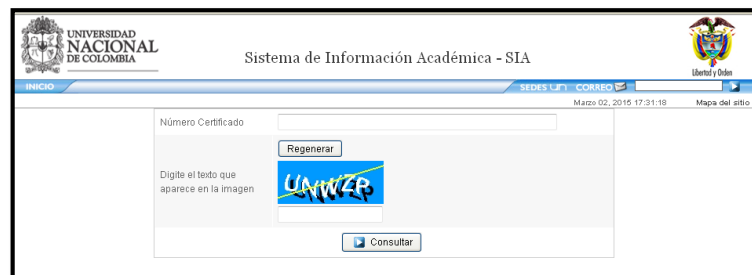 UNIVERSIDAD
NACIONAL
DE COLOMBIA
Sistema de Información Académica - SIA
Libertad y Orden
INICIO
SEDES UN CORREO
Marzo 02, 2015 17:31:18 Mapa del sitio
Número Certificado
Regenerar
Digite el texto que
aparece en la imagen
UNWZP
Consultar